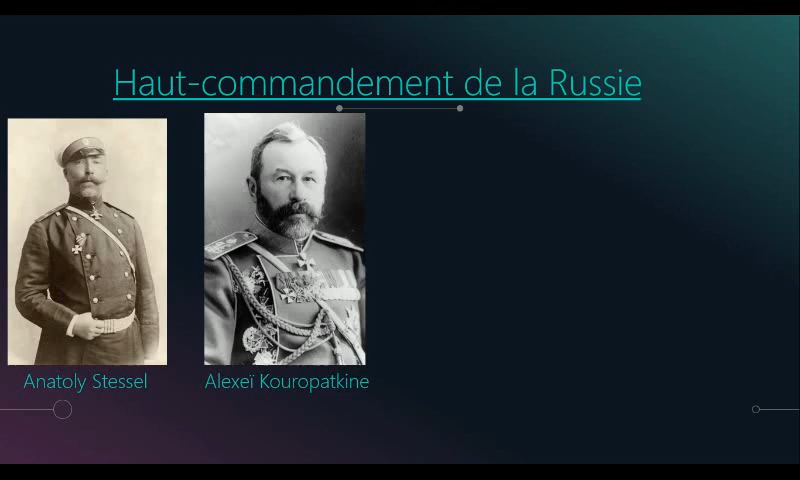 Haut-commandement de la Russie
Anatoly Stessel
Alexeï Kouropatkine